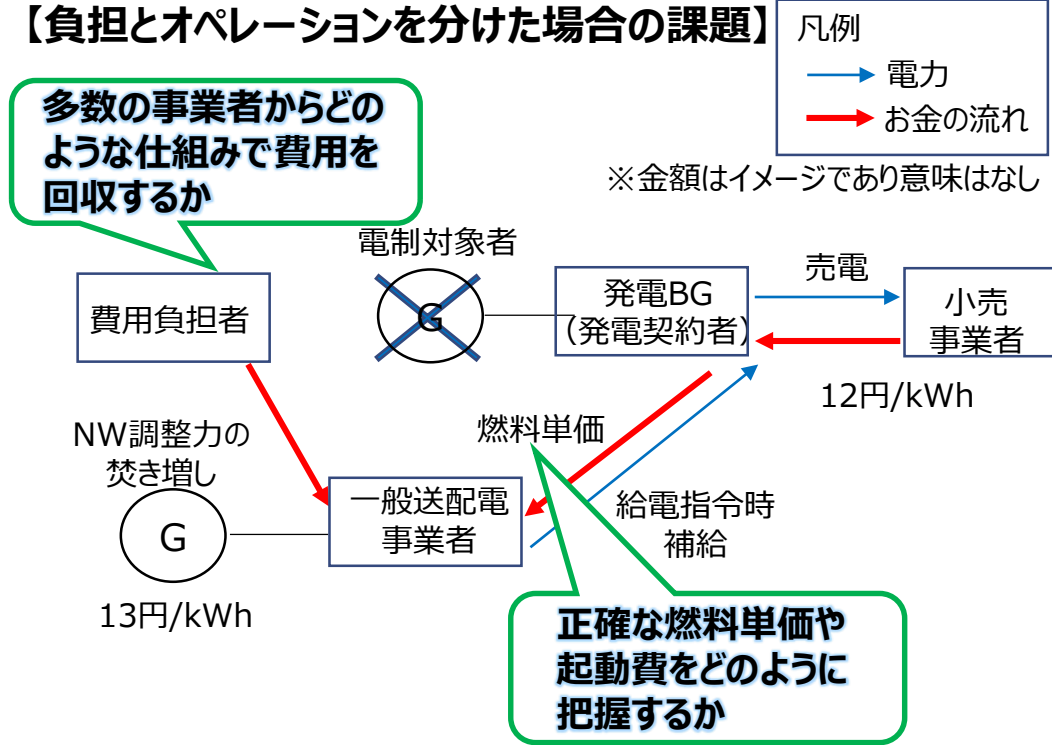 【負担とオペレーションを分けた場合の課題】
凡例
電力
お金の流れ
※金額はイメージであり意味はなし
多数の事業者からどの
ような仕組みで費用を
回収するか
電制対象者
G
費用負担者
発電BG
（発電契約者）
売電
小売
事業者
12円/kWh
NW調整力の
焚き増し
G
13円/kWh
一般送配電
事業者
燃料単価
給電指令時
補給
正確な燃料単価や
起動費をどのように
把握するか